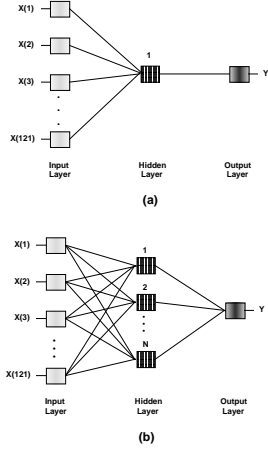 X(1)
X(2)
1
X(3)
Y
X(121)
Input Hidden Output
Layer Layer Layer
(a)
X(1)
1
X(2)
2
X(3)
Y
N
X(121)
Input Hidden Output
Layer Layer Layer
(b)